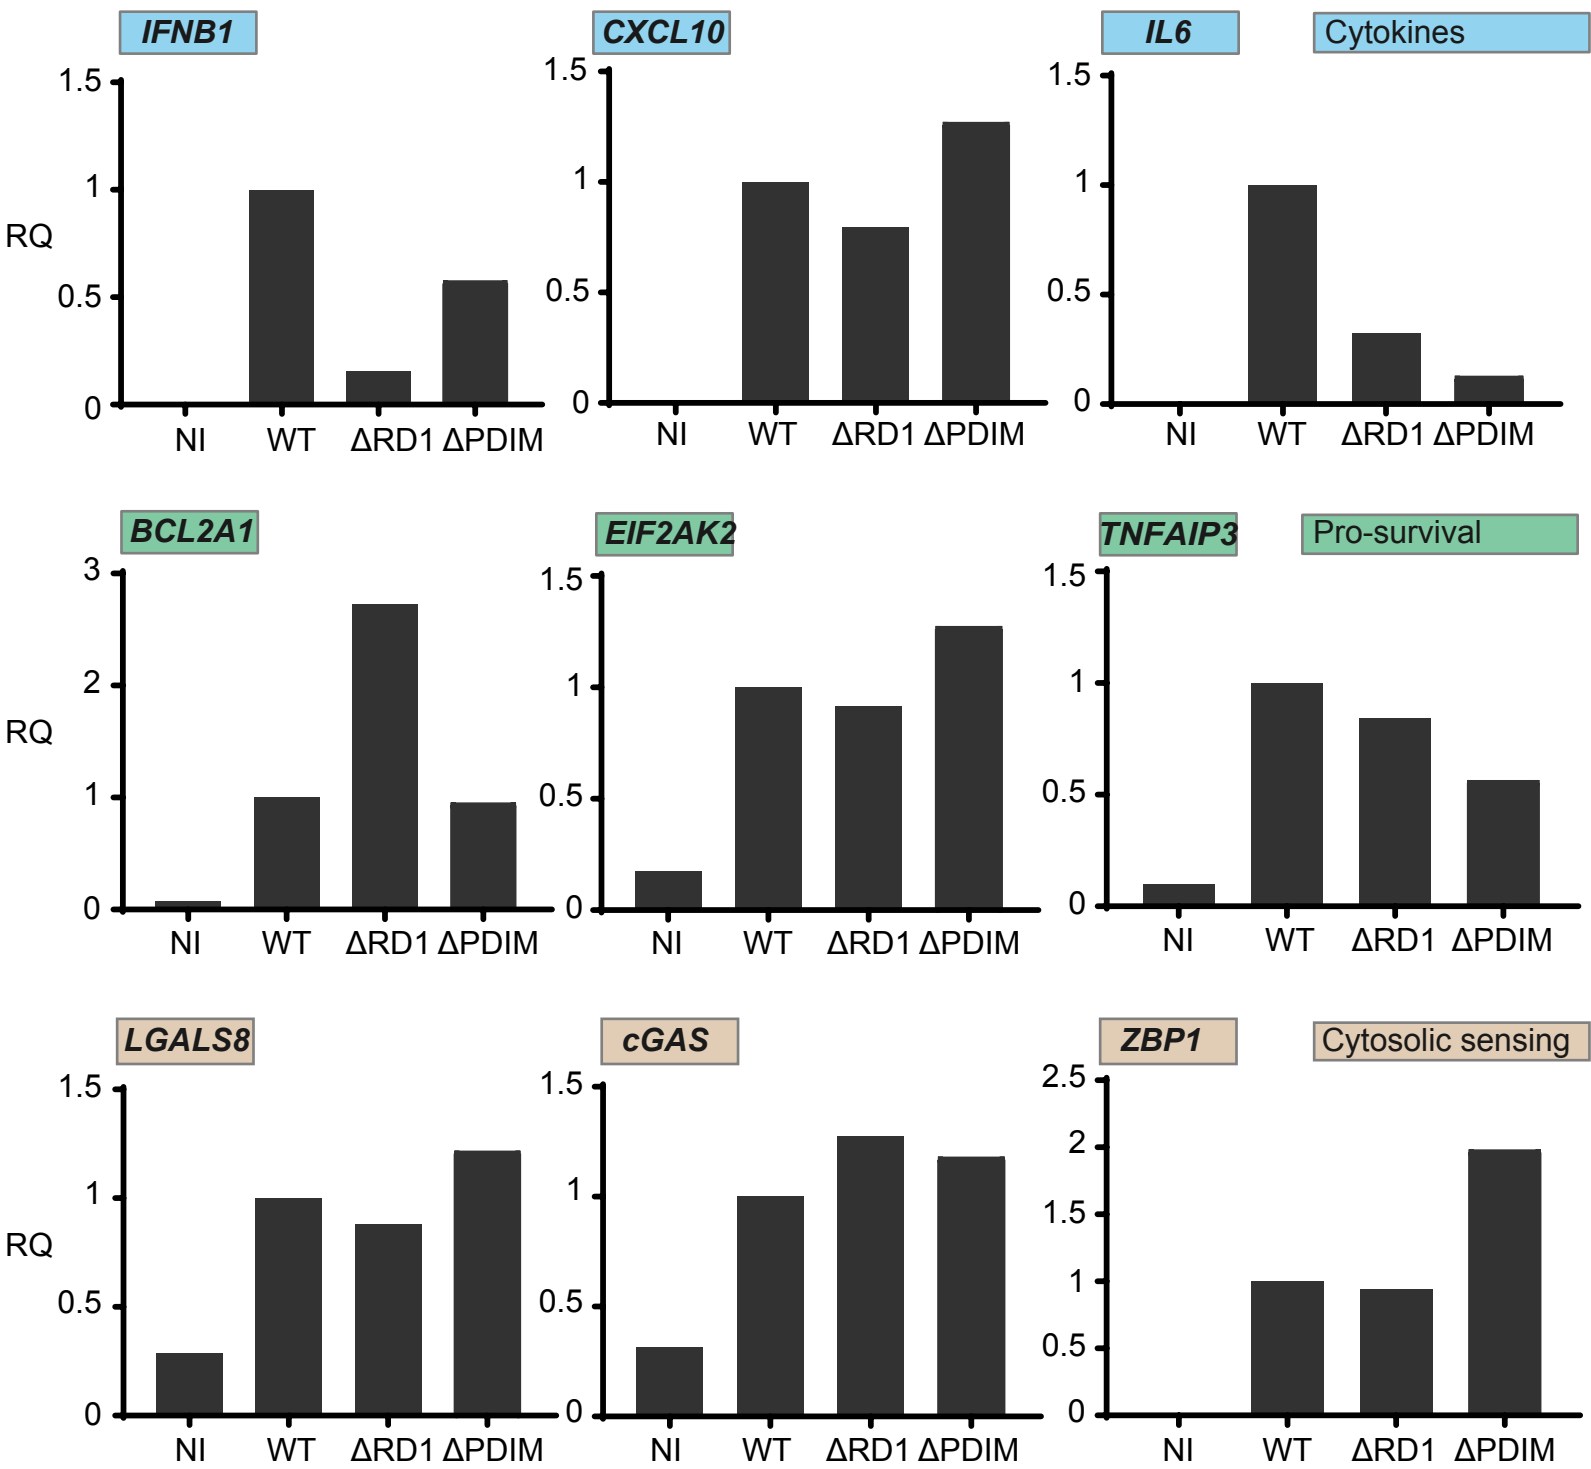 IFNB1
CXCL10
IL6
Cytokines
1.5
1
0.5
0
RQ
NI WT ΔRD1 ΔPDIM
1.5
1
0.5
0
NI WT ΔRD1 ΔPDIM
1.5
1
0.5
0
NI WT ΔRD1 ΔPDIM
BCL2A1
EIF2AK2
TNFAIP3
Pro-survival
3
2
1
0
RQ
NI WT ΔRD1 ΔPDIM
1.5
1
0.5
0
NI WT ΔRD1 ΔPDIM
1.5
1
0.5
0
NI WT ΔRD1 ΔPDIM
LGALS8
cGAS
ZBP1
Cytosolic sensing
1.5
1
0.5
0
RQ
NI WT ΔRD1 ΔPDIM
1.5
1
0.5
0
NI WT ΔRD1 ΔPDIM
2.5
2
1.5
1
0.5
0
NI WT ΔRD1 ΔPDIM